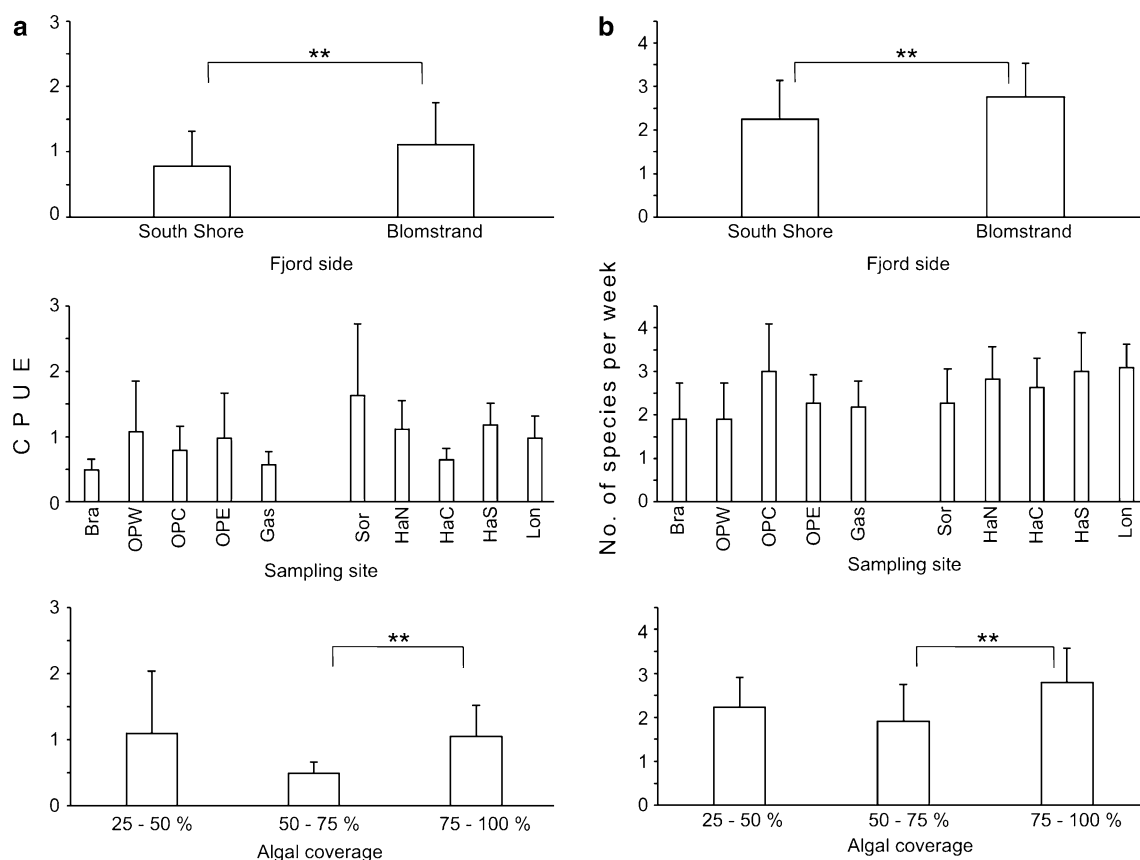 a
3
2
1
0
**
South Shore Blomstrand
Fjord side
C P U E
3
2
1
0
Bra OPW OPC OPE Gas Sor HaN HaC HaS Lon
Sampling site
3
2
1
0
**
25 - 50 % 50 - 75 % 75 - 100 %
Algal coverage
b
4
3
2
1
0
**
South Shore Blomstrand
Fjord side
No. of species per week
4
3
2
1
0
Bra OPW OPC OPE Gas Sor HaN HaC HaS Lon
Sampling site
4
3
2
1
0
**
25 - 50 % 50 - 75 % 75 - 100 %
Algal coverage